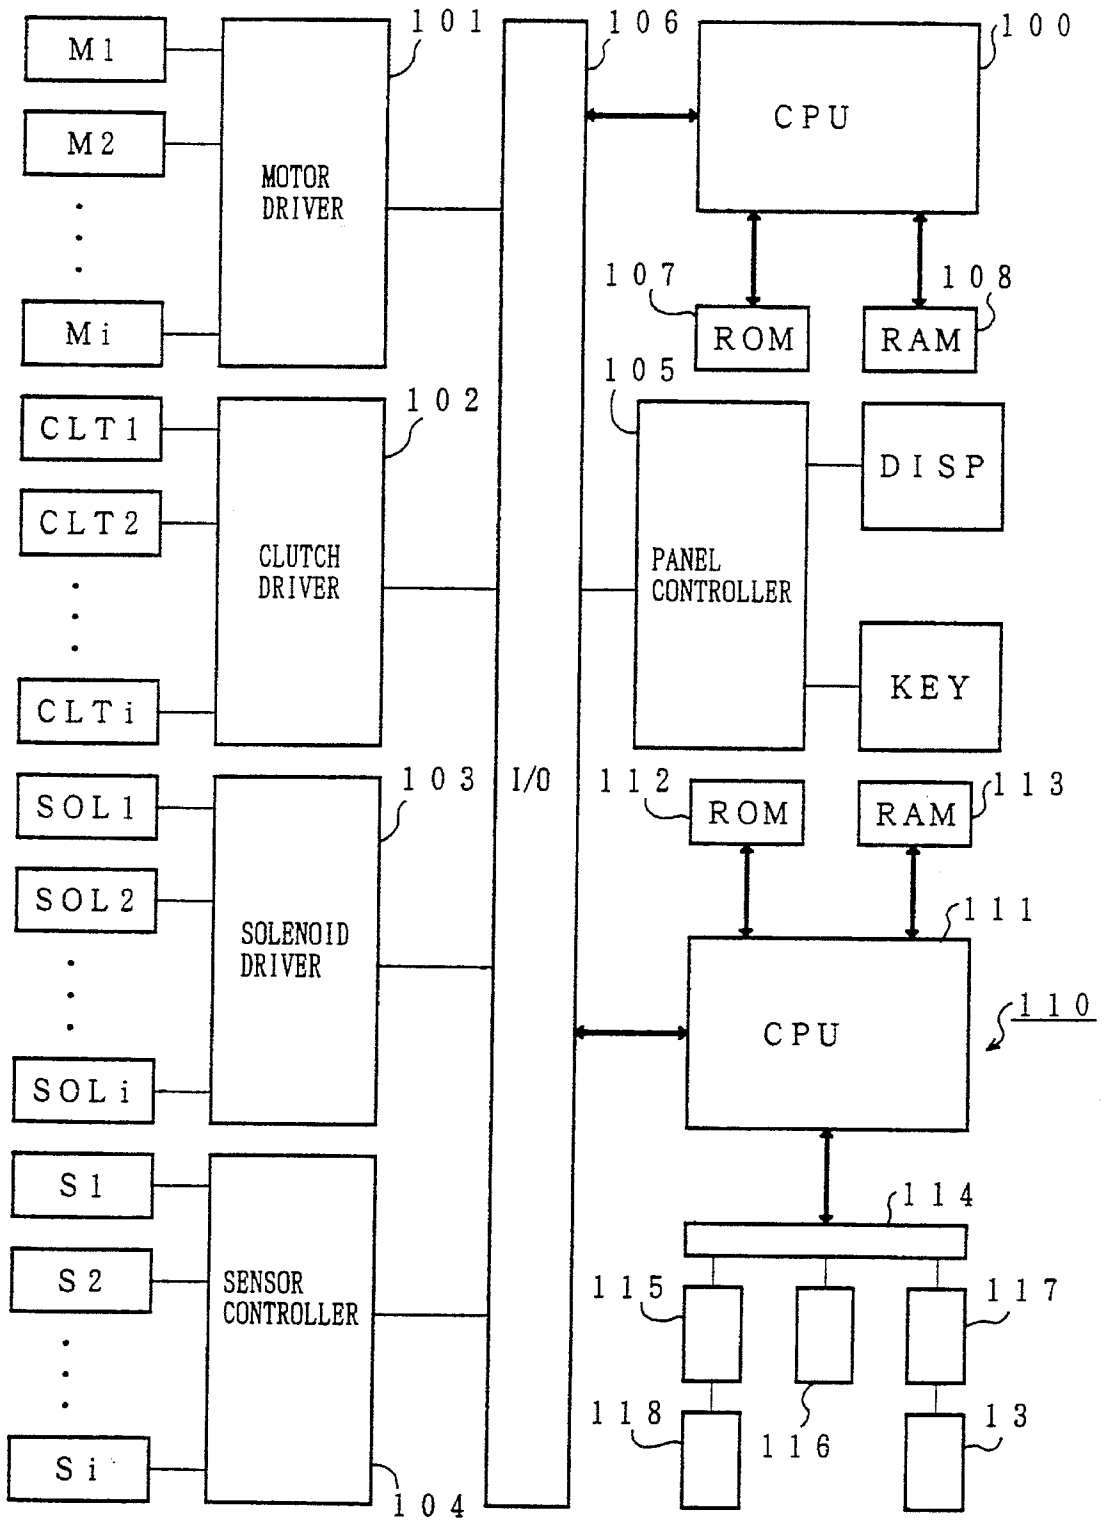 M1
101
106
100
M2
MOTOR
DRIVER
CPU
Mi
107
ROM
108
RAM
CLT1
102
105
DISP
CLT2
CLUTCH
DRIVER
PANEL
CONTROLLER
CLTi
KEY
SOL1
103
I/O
112
ROM
RAM
113
SOL2
SOLENOID
DRIVER
111
CPU
110
SOLi
S1
114
S2
SENSOR
CONTROLLER
115
117
118
116
13
Si
104